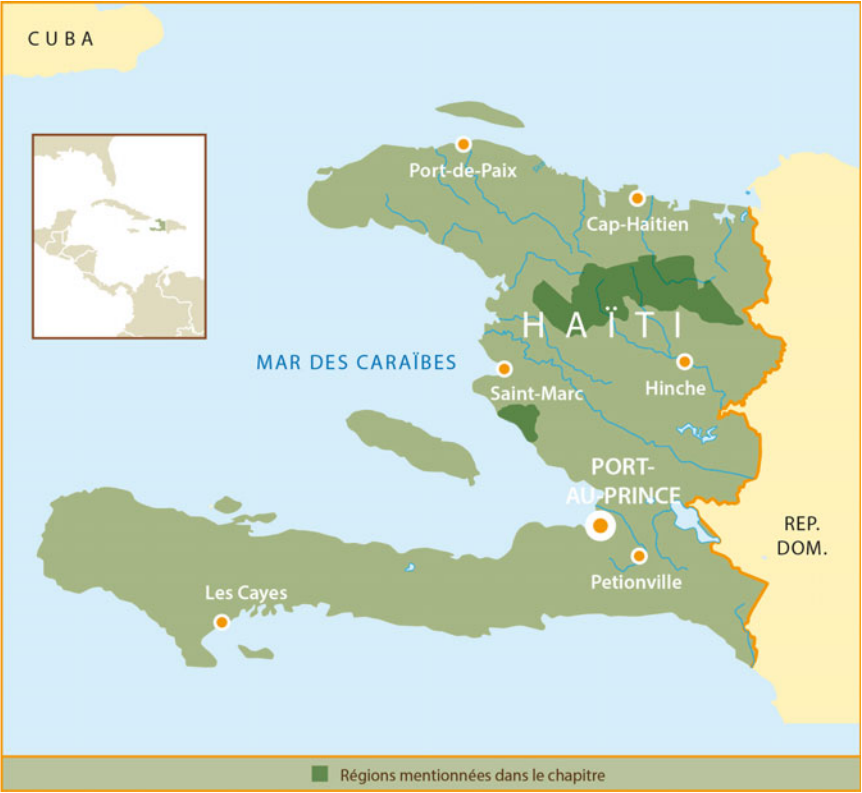 CUBA
Port-de-Paix
Cap-Haitien
HAÏTI
MAR DES CARAÏBES
Saint-Marc
Hinche
PORT-
AU-PRINCE
REP.
DOM.
Petionville
Les Cayes
Régions mentionnées dans le chapitre